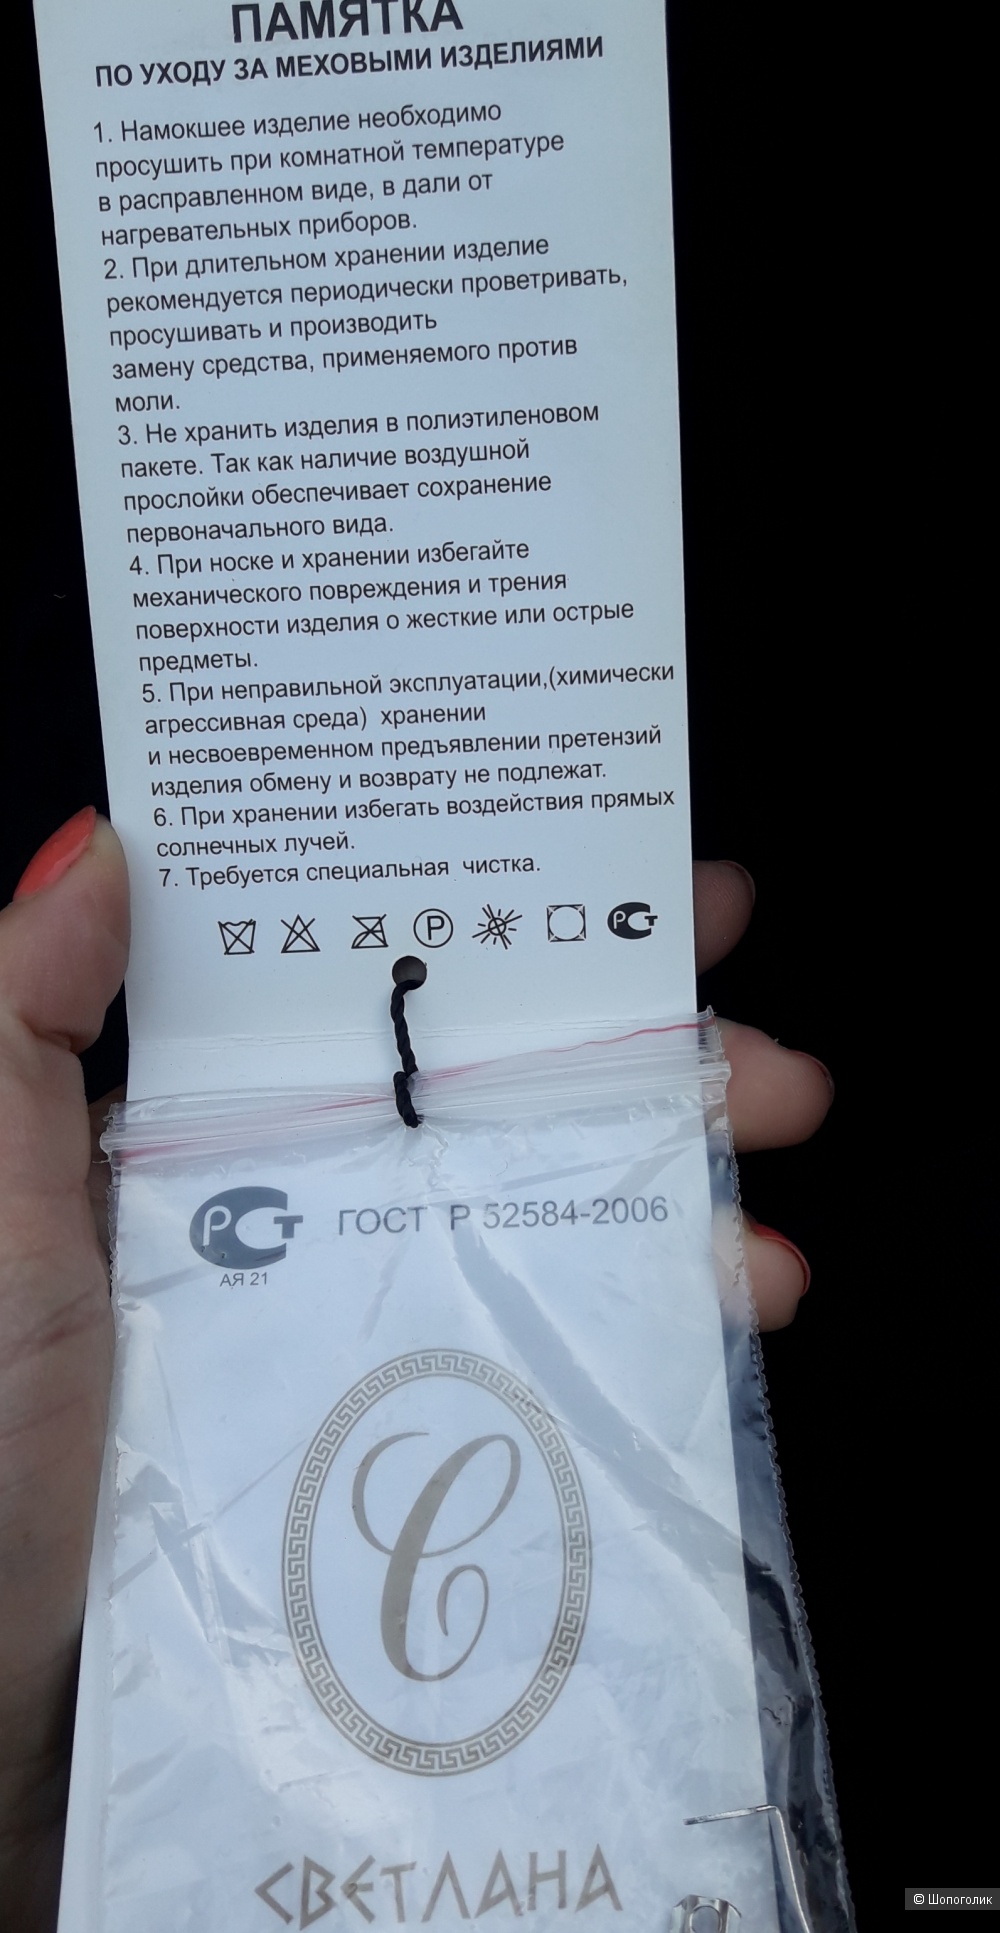 ПАМЯТКА
ПО УХОДУ ЗА МЕХОВЫМИ ИЗДЕЛИЯМИ
1. Намокшее изделие необходимо
просушить при комнатной температуре
в расправленном виде, в дали от
нагревательных приборов.
2. При длительном хранении изделие
рекомендуется периодически проветривать,
просушивать и производить
замену средства, применяемого против
моли.
3. Не хранить изделия в полиэтиленовом
пакете. Так как наличие воздушной
прослойки обеспечивает сохранение
первоначального вида.
4. При носке и хранении избегайте
механического повреждения и трения
поверхности изделия о жесткие или острые
предметы.
5. При неправильной эксплуатации,(химически
агрессивная среда) хранении
и несвоевременном предъявлении претензий
изделия обмену и возврату не подлежат.
6. При хранении избегать воздействия прямых
солнечных лучей.
7. Требуется специальная чистка.
P РСТ
РСТ ГОСТ Р 52584-2006
АЯ 21
С
СВЕТЛАНА
© Шопоголик